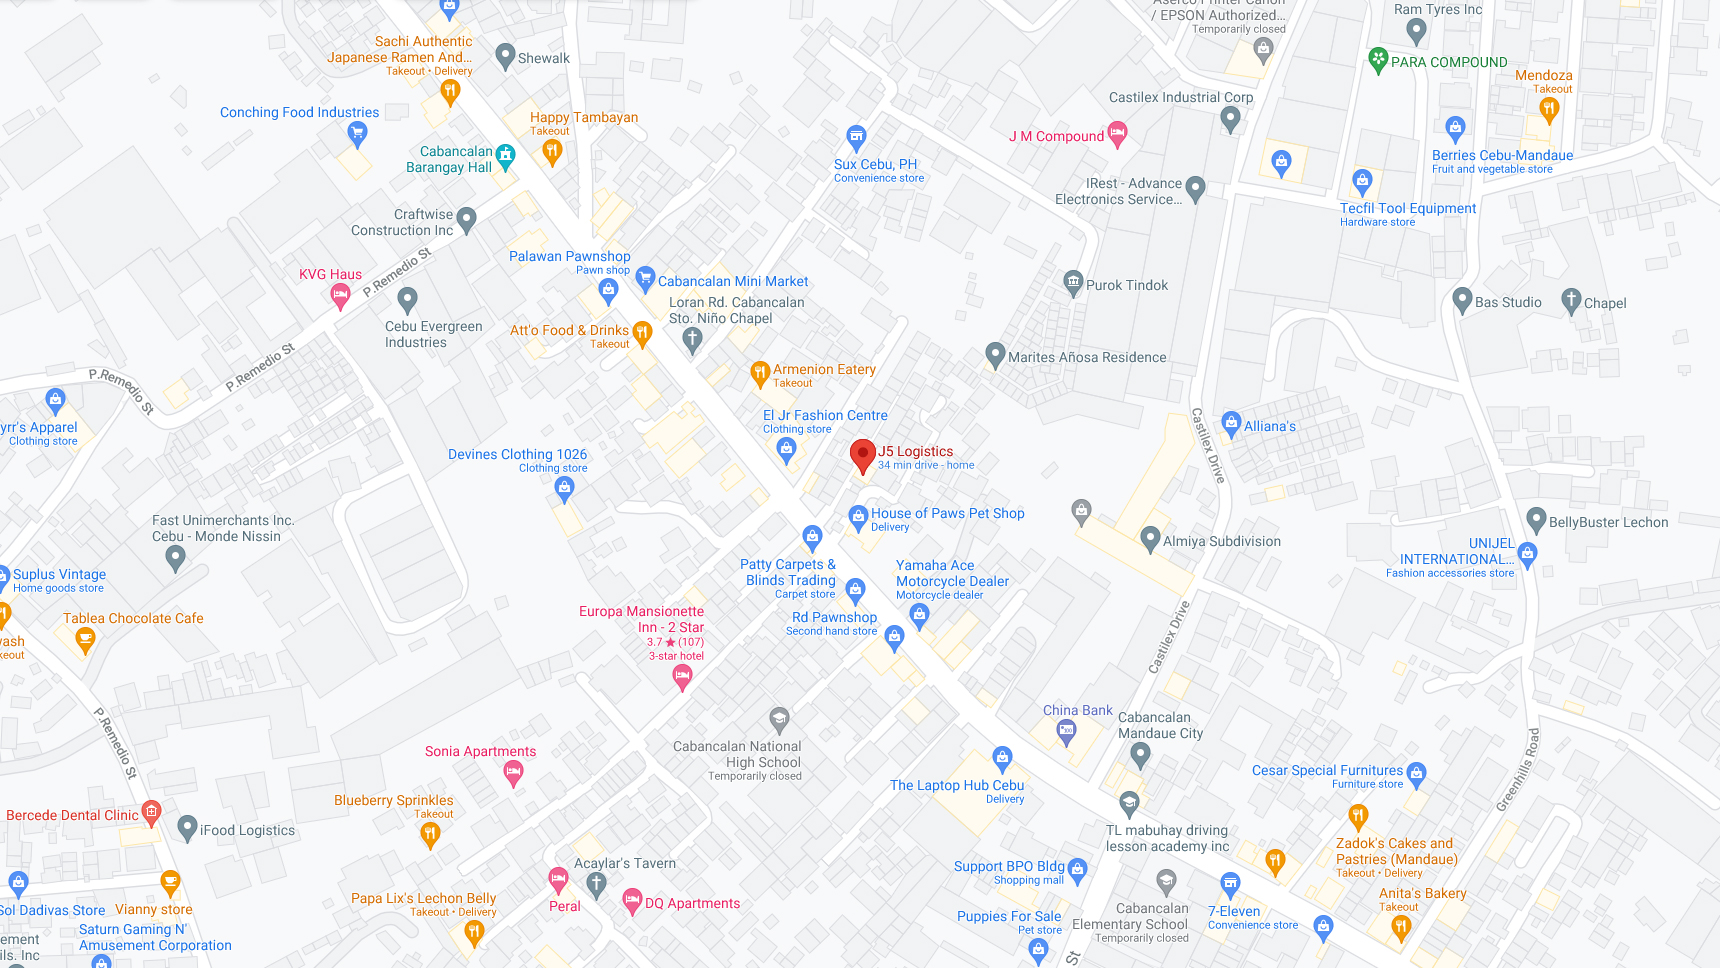 Aserco Printer Canon
/ EPSON Authorized...
Temporarily closed
Ram Tyres Inc
Sachi Authentic
Japanese Ramen And...
Takeout • Delivery
Shewalk
PARA COMPOUND
Mendoza
Takeout
Conching Food Industries
Happy Tambayan
Takeout
Castilex Industrial Corp
J M Compound
Cabancalan
Barangay Hall
Sux Cebu, PH
Convenience store
Berries Cebu-Mandaue
Fruit and vegetable store
IRest - Advance
Electronics Service...
Tecfil Tool Equipment
Hardware store
Craftwise
Construction Inc
P.Remedio St
KVG Haus
Palawan Pawnshop
Pawn shop
Cabancalan Mini Market
Purok Tindok
Loran Rd. Cabancalan
Sto. Niño Chapel
Bas Studio
Chapel
Cebu Evergreen
Industries
Att'o Food & Drinks
Takeout
Marites Añosa Residence
P.Remedio St
P.Remedio St
Armenion Eatery
Takeout
El Jr Fashion Centre
Clothing store
yrr's Apparel
Clothing store
Castilex Drive
Alliana's
Devines Clothing 1026
Clothing store
J5 Logistics
34 min drive - home
Fast Unimerchants Inc.
Cebu - Monde Nissin
House of Paws Pet Shop
Delivery
Almiya Subdivision
BellyBuster Lechon
UNIJEL
INTERNATIONAL...
Fashion accessories store
Suplus Vintage
Home goods store
Patty Carpets &
Blinds Trading
Carpet store
Yamaha Ace
Motorcycle Dealer
Motorcycle dealer
Tablea Chocolate Cafe
Europa Mansionette
Inn - 2 Star
3.7 ★ (107)
3-star hotel
Rd Pawnshop
Second hand store
Castilex Drive
wash
keout
P.Remedio St
China Bank
Cabancalan
Mandaue City
Sonia Apartments
Cabancalan National
High School
Temporarily closed
The Laptop Hub Cebu
Delivery
Cesar Special Furnitures
Furniture store
Greenhills Road
Blueberry Sprinkles
Takeout
Bercede Dental Clinic
iFood Logistics
TL mabuhay driving
lesson academy inc
Zadok's Cakes and
Pastries (Mandaue)
Takeout • Delivery
Acaylar's Tavern
Support BPO Bldg
Shopping mall
Papa Lix's Lechon Belly
Takeout • Delivery
Peral
DQ Apartments
Sol Dadivas Store
Vianny store
Puppies For Sale
Pet store
Cabancalan
Elementary School
Temporarily closed
7-Eleven
Convenience store
Anita's Bakery
Takeout
Saturn Gaming N'
Amusement Corporation
ement
ils. Inc
St